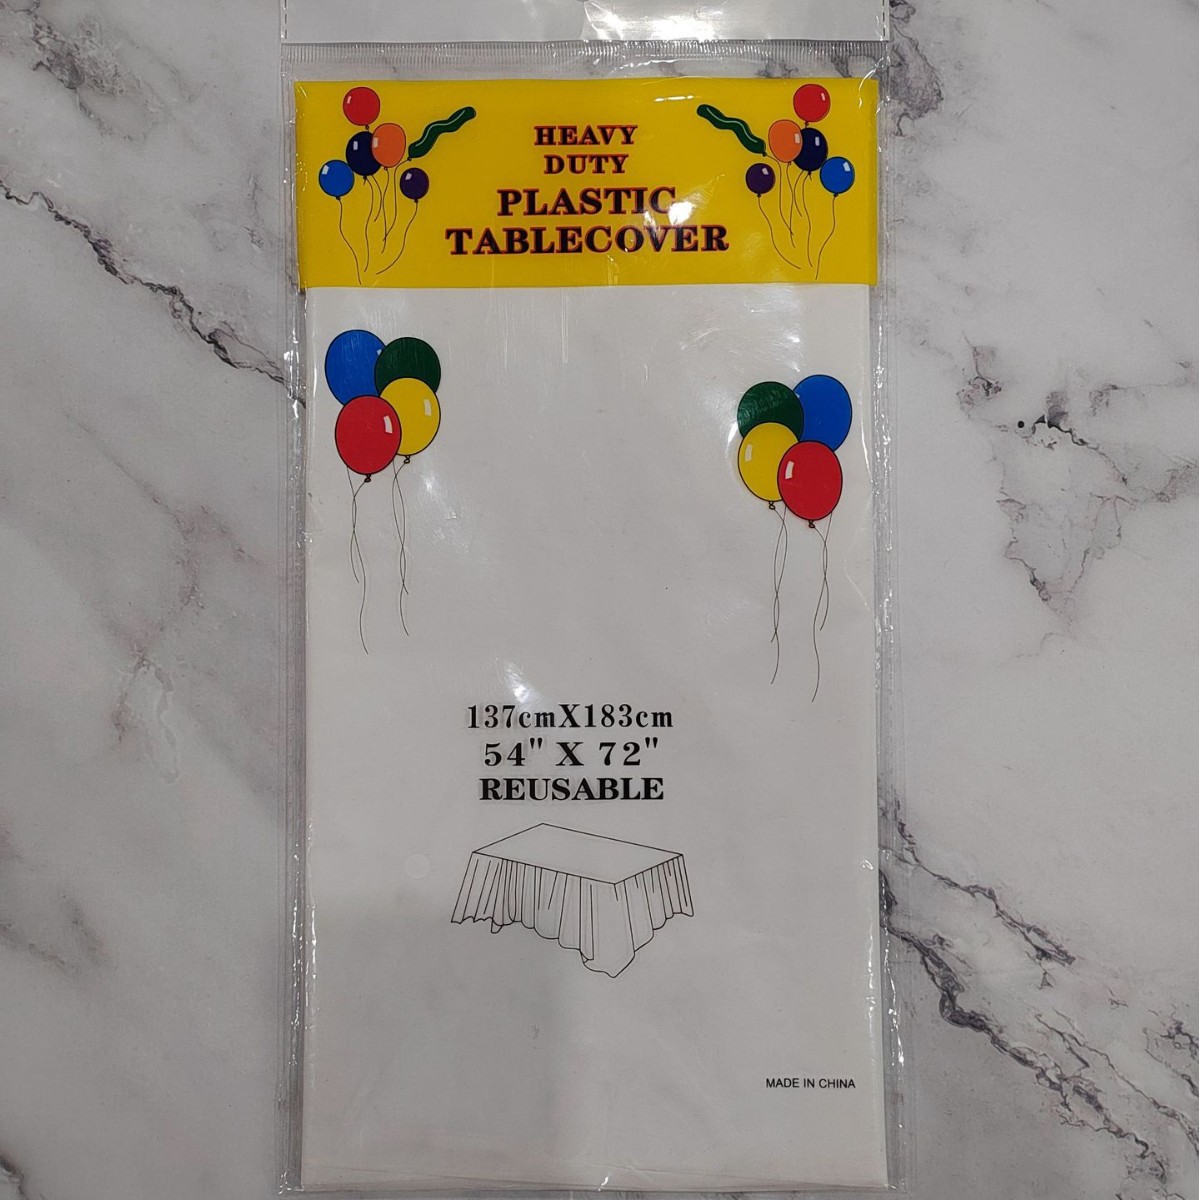 HEAVY
DUTY
PLASTIC
TABLECOVER
137cmX183cm
54" X 72"
REUSABLE
MADE IN CHINA